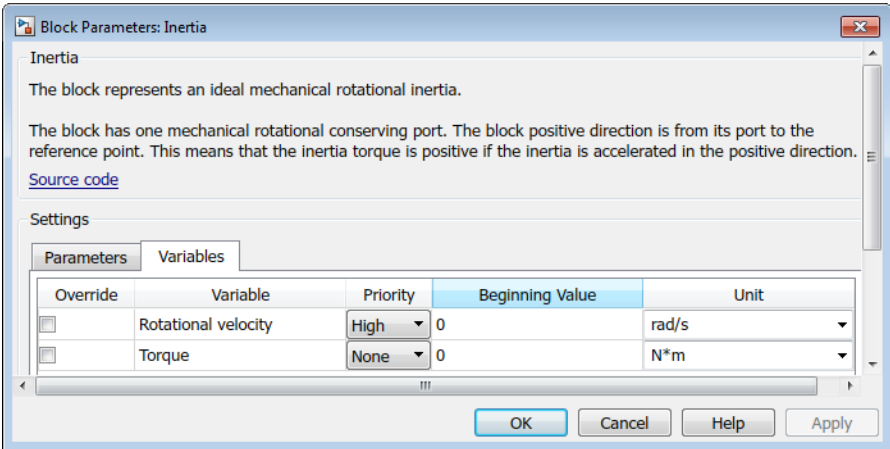 Block Parameters: Inertia
Inertia
The block represents an ideal mechanical rotational inertia.
The block has one mechanical rotational conserving port. The block positive direction is from its port to the
reference point. This means that the inertia torque is positive if the inertia is accelerated in the positive direction.
Source code
Settings
Parameters Variables
Override Variable Priority Beginning Value Unit
Rotational velocity High 0 rad/s
Torque None 0 N*m
OK Cancel Help Apply